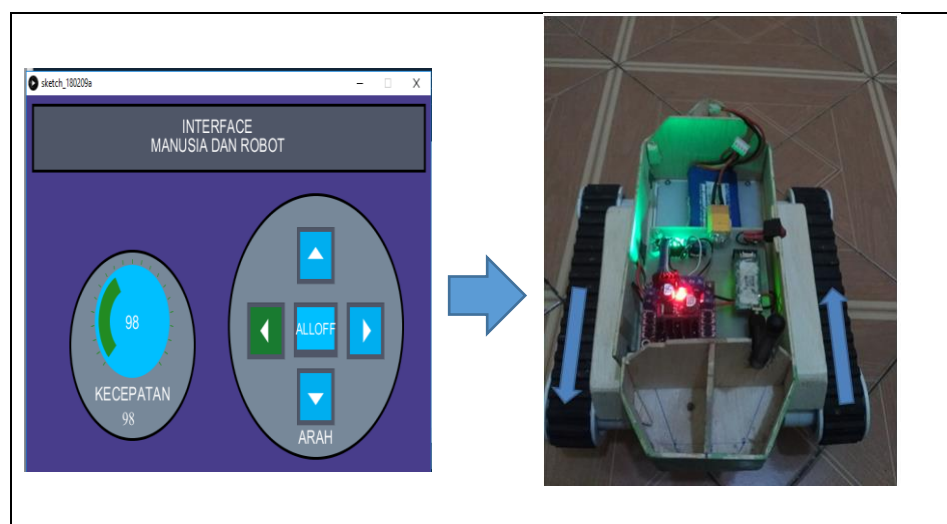 sketch_180209a
INTERFACE
MANUSIA DAN ROBOT
98
KECEPATAN
98
ALLOFF
ARAH